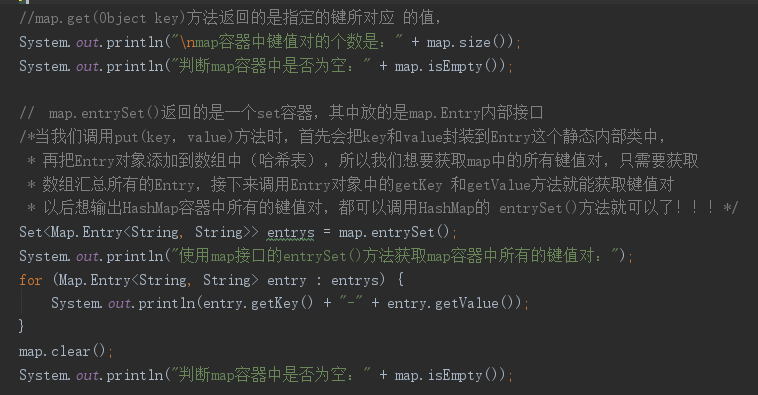 //map.get(Object key)方法返回的是指定的键所对应 的值,
System.out.println("\nmap容器中键值对的个数是:" + map.size());
System.out.println("判断map容器中是否为空:" + map.isEmpty());
//  map.entrySet()返回的是一个set容器，其中放的是map.Entry内部接口
/*当我们调用put(key, value)方法时，首先会把key和value封装到Entry这个静态内部类中，
* 再把Entry对象添加到数组中（哈希表），所以我们想要获取map中的所有键值对，只需要获取
* 数组汇总所有的Entry，接下来调用Entry对象中的getKey 和getValue方法就能获取键值对
* 以后想输出HashMap容器中所有的键值对，都可以调用HashMap的 entrySet()方法就可以了！！！*/
Set<Map.Entry<String, String>> entrys = map.entrySet();
System.out.println("使用map接口的entrySet()方法获取map容器中所有的键值对:");
for (Map.Entry<String, String> entry : entrys) {
System.out.println(entry.getKey() + "-" + entry.getValue());
}
map.clear();
System.out.println("判断map容器中是否为空:" + map.isEmpty());